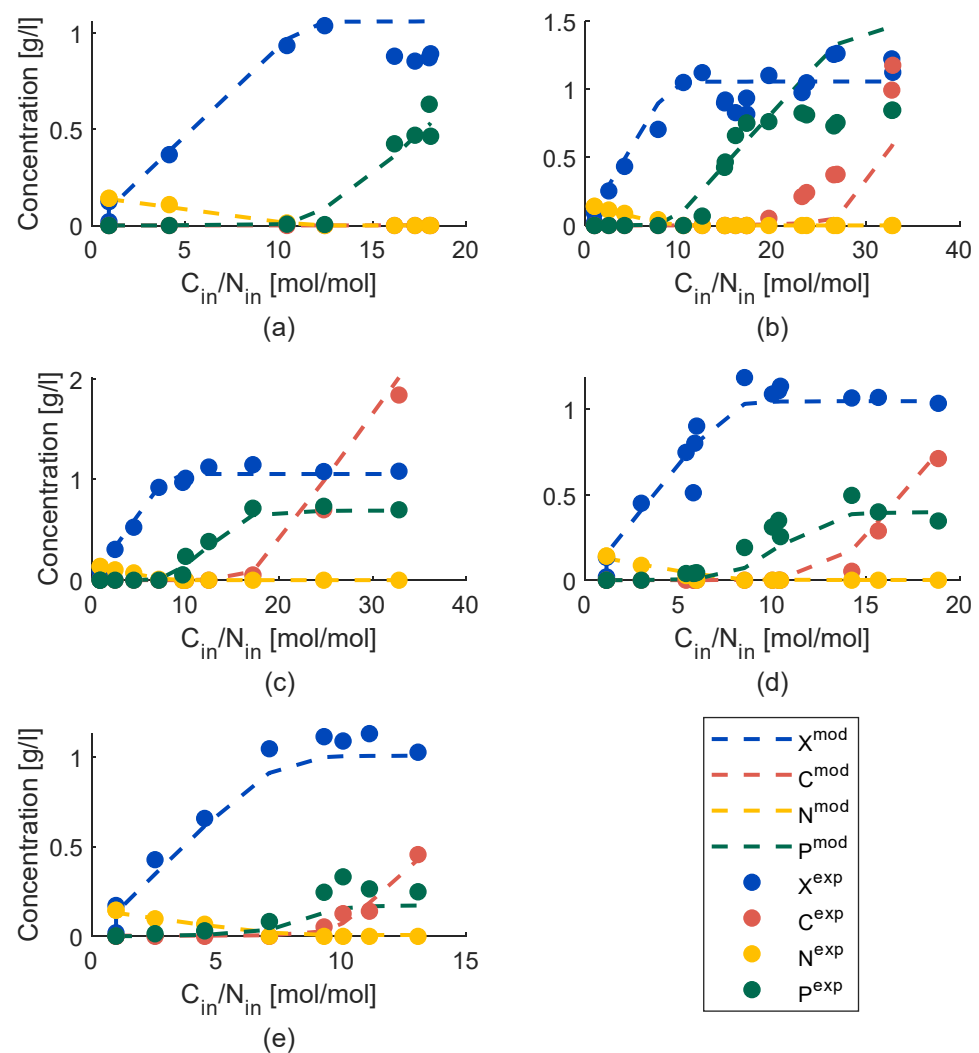 Concentration [g/l]
1
0.5
0
0 5 10 15 20
C_in/N_in [mol/mol]
(a)
1.5
1
0.5
0
0 10 20 30 40
C_in/N_in [mol/mol]
(b)
Concentration [g/l]
2
1
0
0 10 20 30 40
C_in/N_in [mol/mol]
(c)
1
0.5
0
0 5 10 15 20
C_in/N_in [mol/mol]
(d)
Concentration [g/l]
1
0.5
0
0 5 10 15
C_in/N_in [mol/mol]
(e)
X^mod
C^mod
N^mod
P^mod
X^exp
C^exp
N^exp
P^exp